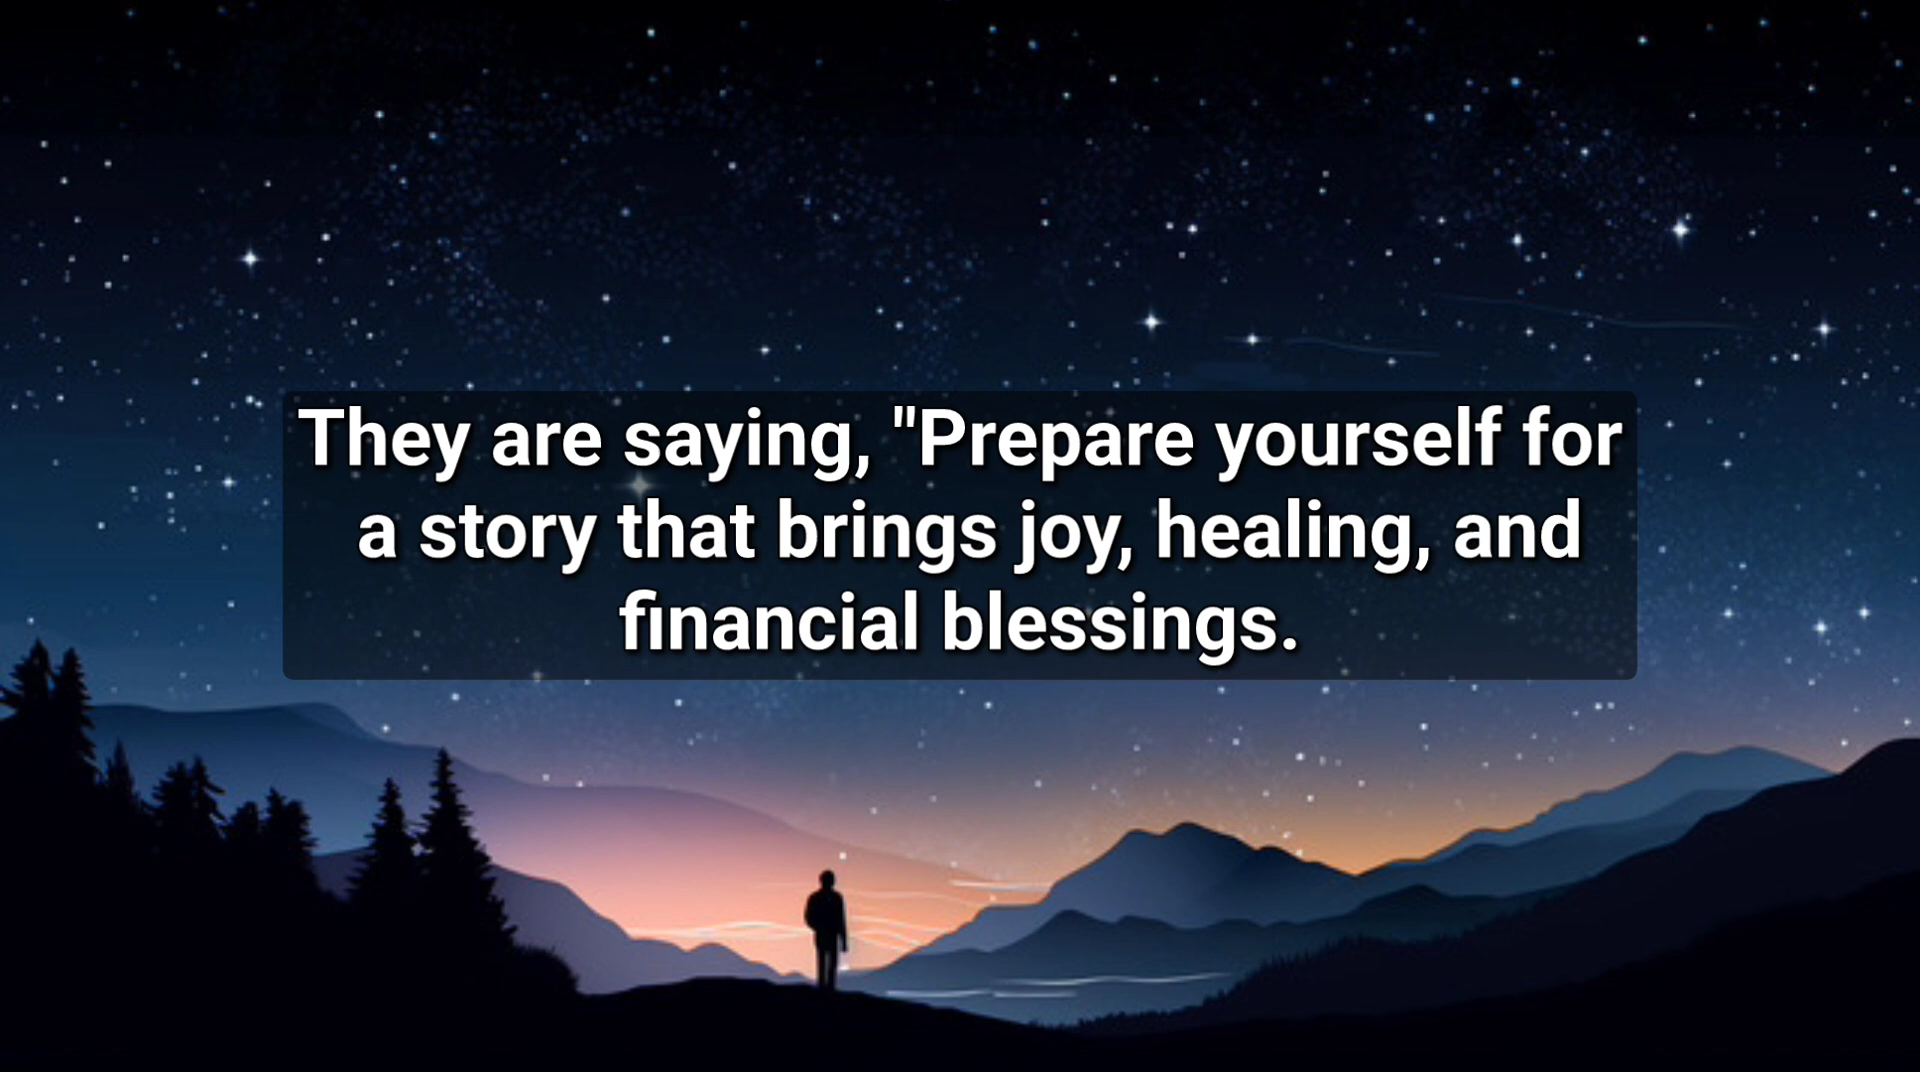 They are saying, "Prepare yourself for
a story that brings joy, healing, and
financial blessings.